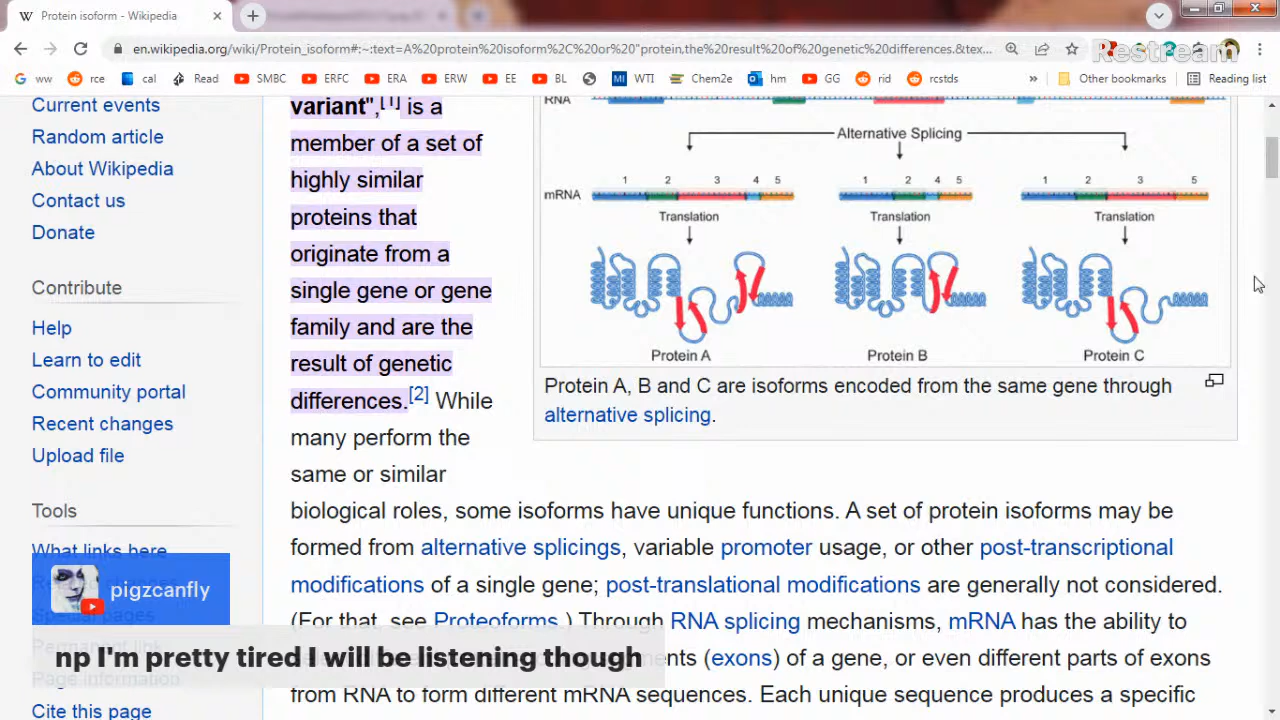 Protein isoform - Wikipedia
en.wikipedia.org/wiki/Protein_isoform#:~:text=A%20protein%20isoform%2C%20or%20"protein,the%20result%20of%20genetic%20differences.&tex...
Restream
ww rce cal Read SMBC ERFC ERA ERW EE BL WTI Chem2e hm GG rid rcstds » Other bookmarks Reading list
Current events
Random article
About Wikipedia
Contact us
Donate
Contribute
Help
Learn to edit
Community portal
Recent changes
Upload file
Tools
What links here
Special pages
Permanent link
Page information
Cite this page
variant",[1] is a
member of a set of
highly similar
proteins that
originate from a
single gene or gene
family and are the
result of genetic
differences.[2] While
many perform the
same or similar
RNA
Alternative Splicing
1 2 3 4 5 1 2 4 5 1 2 3 5
mRNA
Translation Translation Translation
Protein A Protein B Protein C
Protein A, B and C are isoforms encoded from the same gene through
alternative splicing.
biological roles, some isoforms have unique functions. A set of protein isoforms may be
formed from alternative splicings, variable promoter usage, or other post-transcriptional
modifications of a single gene; post-translational modifications are generally not considered.
(For that, see Proteoforms.) Through RNA splicing mechanisms, mRNA has the ability to
(exons) of a gene, or even different parts of exons
from RNA to form different mRNA sequences. Each unique sequence produces a specific
pigzcanfly
np I'm pretty tired I will be listening though